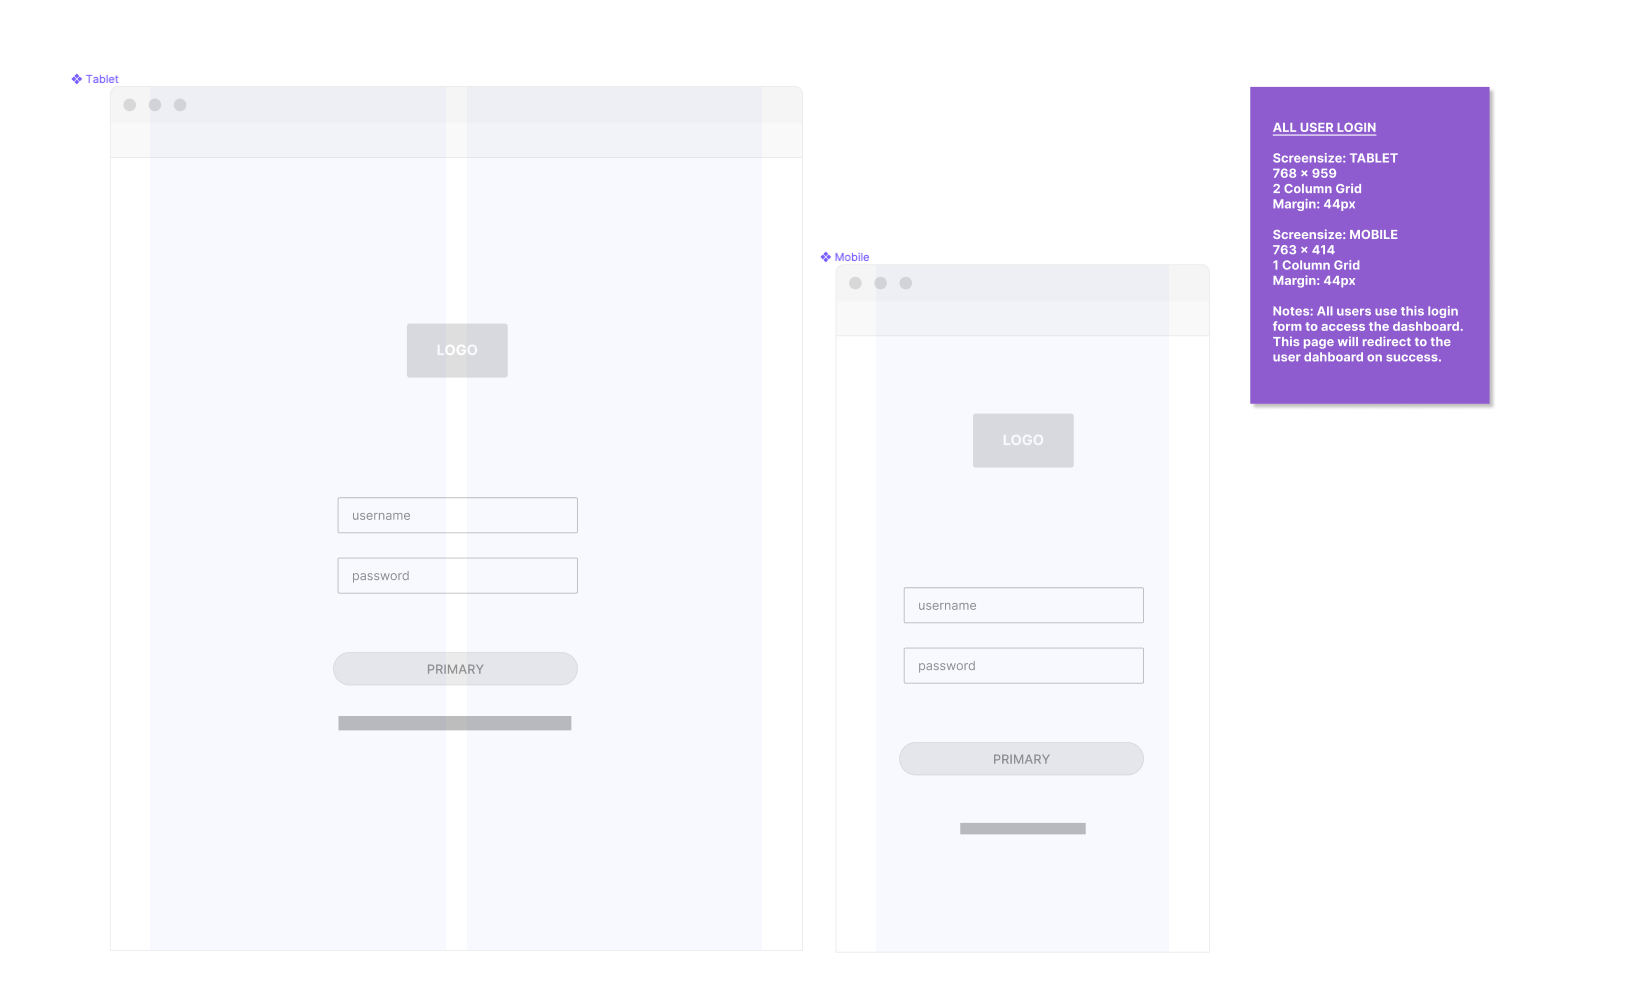 Tablet
LOGO
username
password
PRIMARY
Mobile
LOGO
username
password
PRIMARY
ALL USER LOGIN
Screensize: TABLET
768 × 959
2 Column Grid
Margin: 44px
Screensize: MOBILE
763 × 414
1 Column Grid
Margin: 44px
Notes: All users use this login
form to access the dashboard.
This page will redirect to the
user dahboard on success.